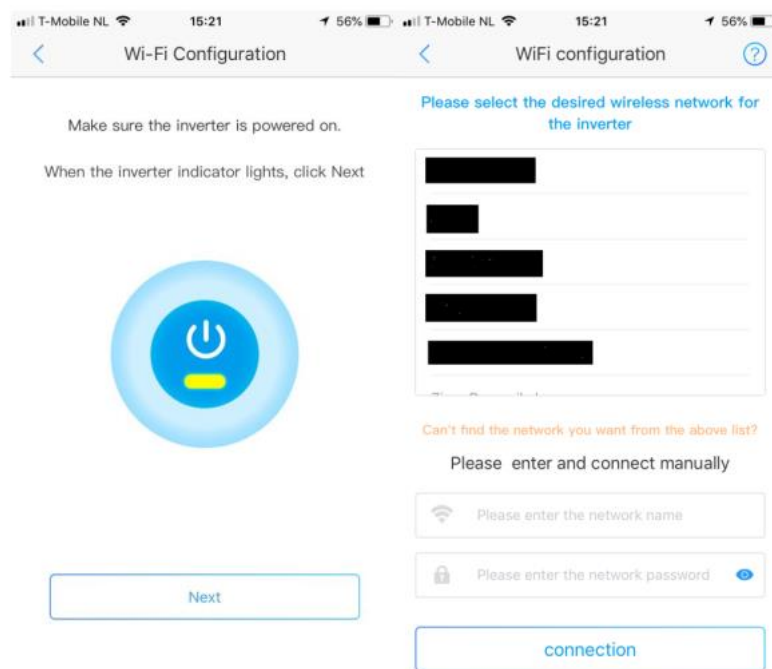 T-Mobile NL
15:21
56%
Wi-Fi Configuration
Make sure the inverter is powered on.
When the inverter indicator lights, click Next
Next
T-Mobile NL
15:21
56%
WiFi configuration
?
Please select the desired wireless network for
the inverter
Can't find the network you want from the above list?
Please enter and connect manually
Please enter the network name
Please enter the network password
connection